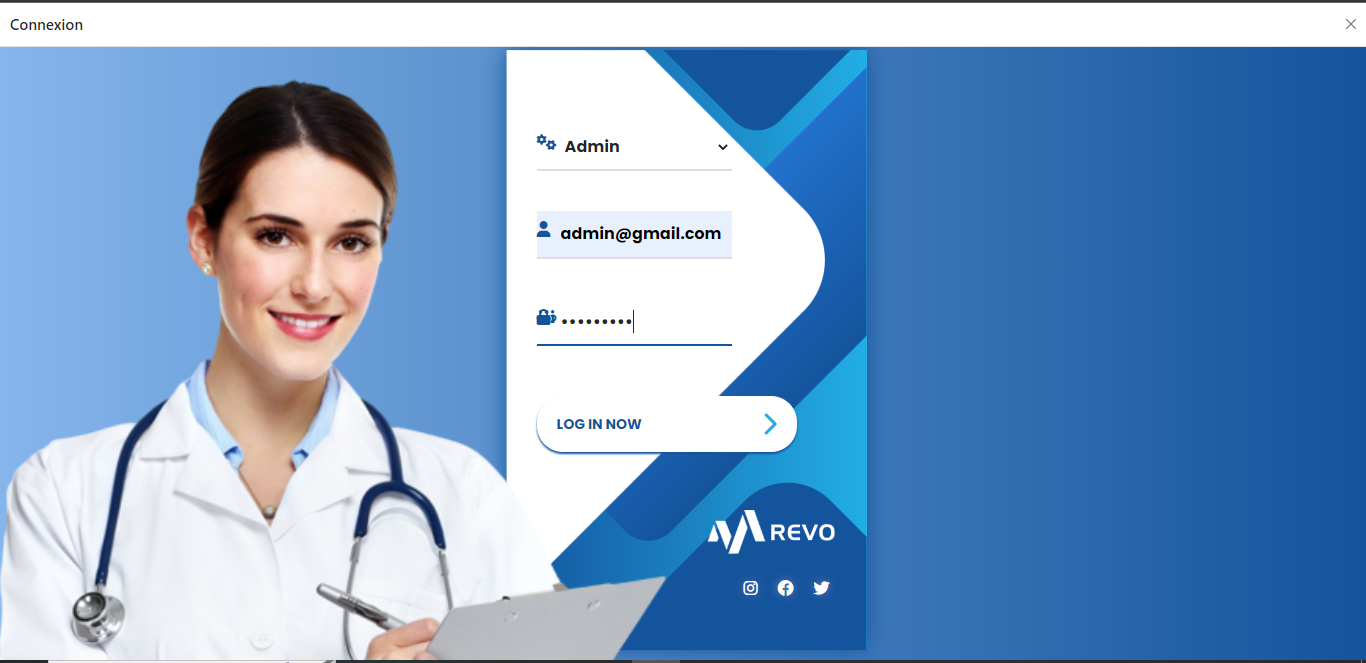 Connexion
Admin
admin@gmail.com
•••••••••
LOG IN NOW
REVO